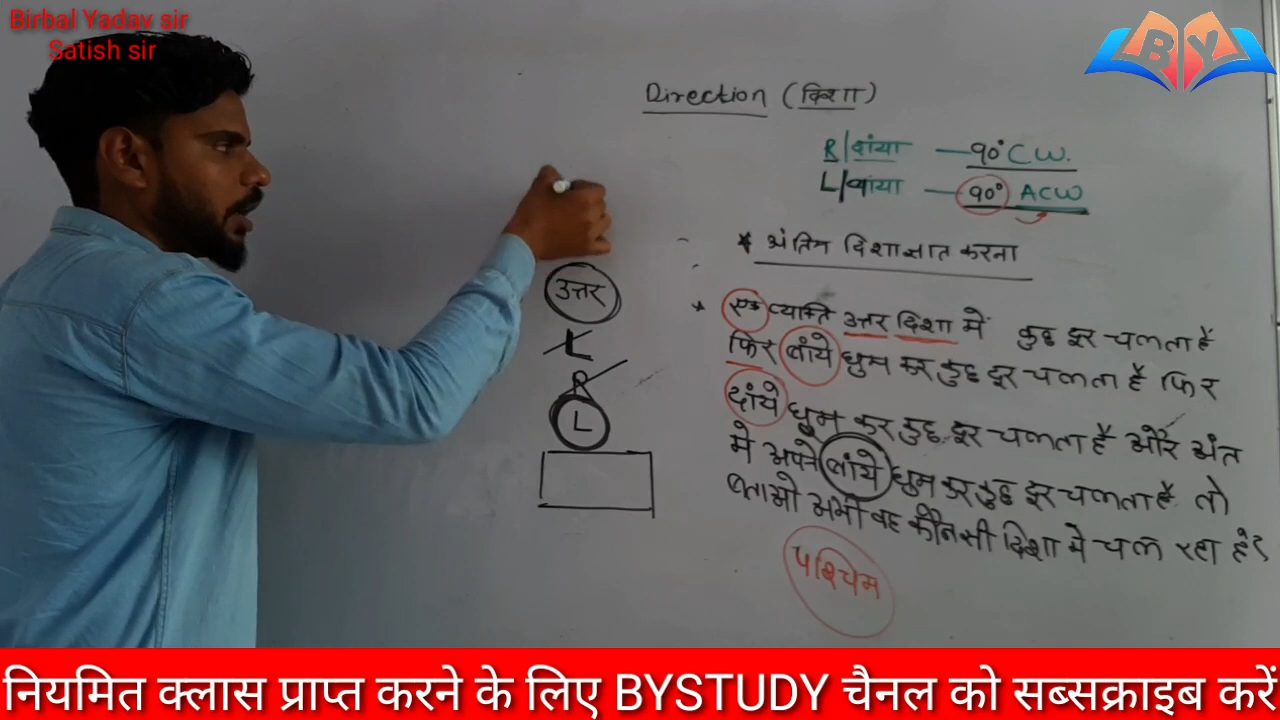 Birbal Yadav sir
Satish sir
BY
Direction (दिशा)
R/दांया — 90° CW.
L/बांया — 90° ACW
* अंतिम दिशा ज्ञात करना
* एक व्यक्ति उत्तर दिशा में कुछ दूर चलता है
फिर बांये घुम कर कुछ दूर चलता है फिर
दांये घुम कर कुछ दूर चलता है और अंत
मे अपने बांये घुम कर कुछ दूर चलता है तो
बताओ अभी वह कौनसी दिशा मे चल रहा है?
पश्चिम
उत्तर
L
R
L
नियमित क्लास प्राप्त करने के लिए BYSTUDY चैनल को सब्सक्राइब करें